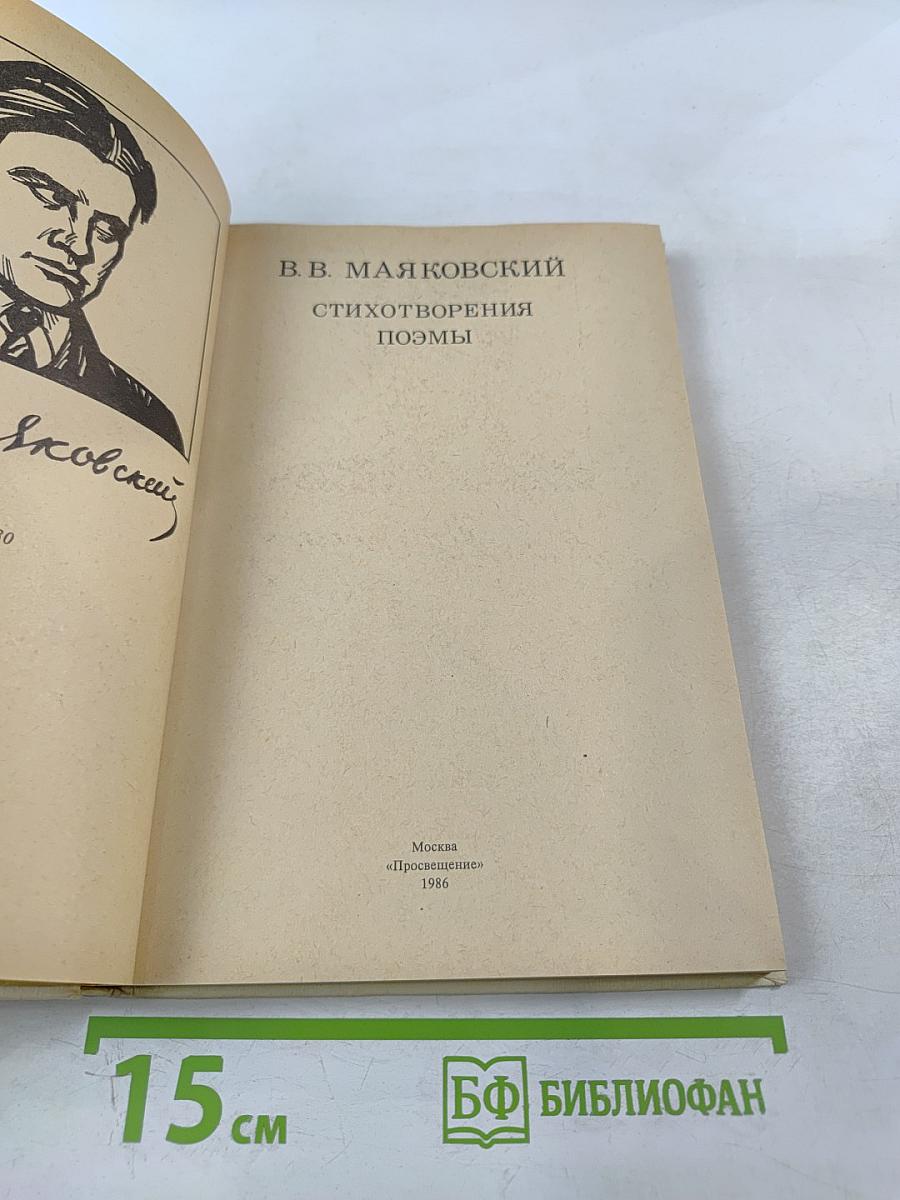 В. В. МАЯКОВСКИЙ
СТИХОТВОРЕНИЯ
ПОЭМЫ
Москва
«Просвещение»
1986
15 см
БФ БИБЛИОФАН